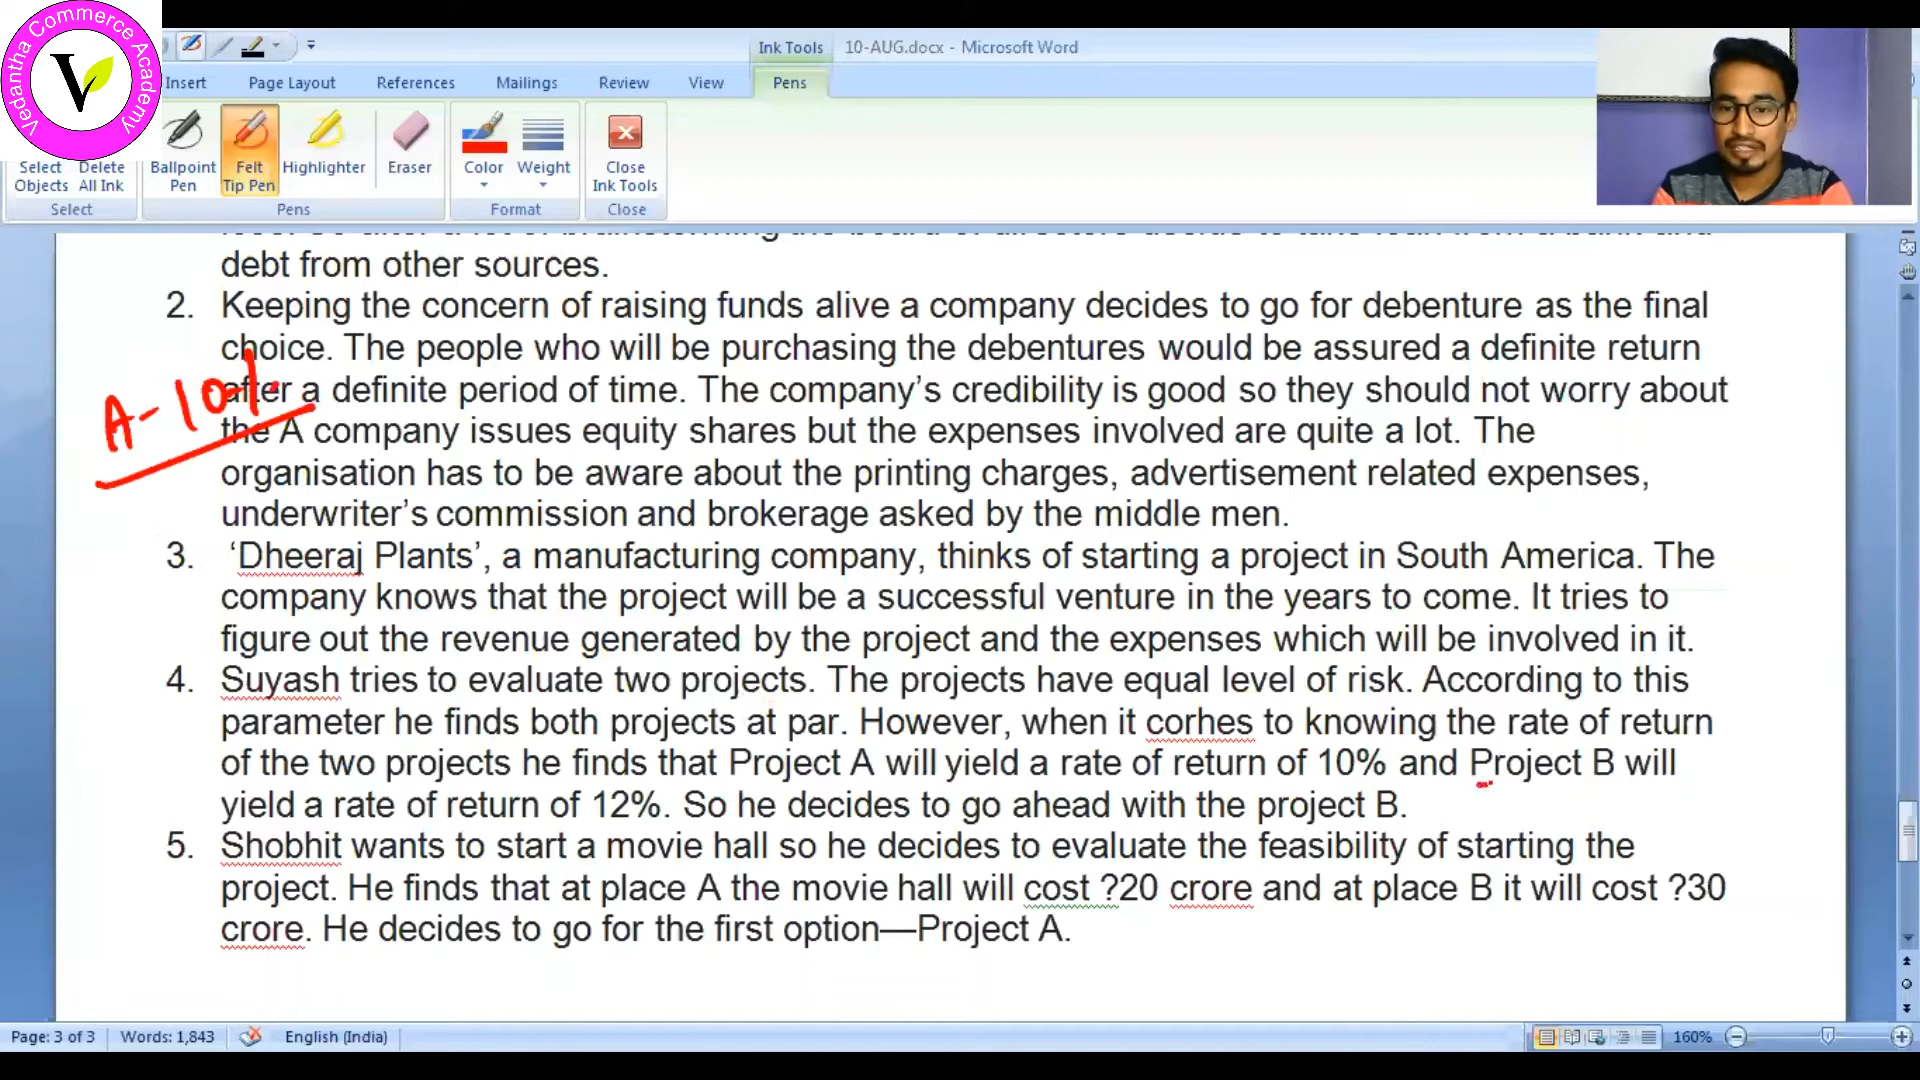 Vedantha Commerce Academy
V
Ink Tools
10-AUG.docx - Microsoft Word
Insert
Page Layout
References
Mailings
Review
View
Pens
Select Objects
Delete All Ink
Ballpoint Pen
Felt Tip Pen
Highlighter
Eraser
Color
Weight
Close Ink Tools
Select
Pens
Format
Close
debt from other sources.
2. Keeping the concern of raising funds alive a company decides to go for debenture as the final
choice. The people who will be purchasing the debentures would be assured a definite return
after a definite period of time. The company’s credibility is good so they should not worry about
the A company issues equity shares but the expenses involved are quite a lot. The
organisation has to be aware about the printing charges, advertisement related expenses,
underwriter’s commission and brokerage asked by the middle men.
A-10%
3. ‘Dheeraj Plants’, a manufacturing company, thinks of starting a project in South America. The
company knows that the project will be a successful venture in the years to come. It tries to
figure out the revenue generated by the project and the expenses which will be involved in it.
4. Suyash tries to evaluate two projects. The projects have equal level of risk. According to this
parameter he finds both projects at par. However, when it corhes to knowing the rate of return
of the two projects he finds that Project A will yield a rate of return of 10% and Project B will
yield a rate of return of 12%. So he decides to go ahead with the project B.
5. Shobhit wants to start a movie hall so he decides to evaluate the feasibility of starting the
project. He finds that at place A the movie hall will cost ?20 crore and at place B it will cost ?30
crore. He decides to go for the first option—Project A.
Page: 3 of 3
Words: 1,843
English (India)
160%